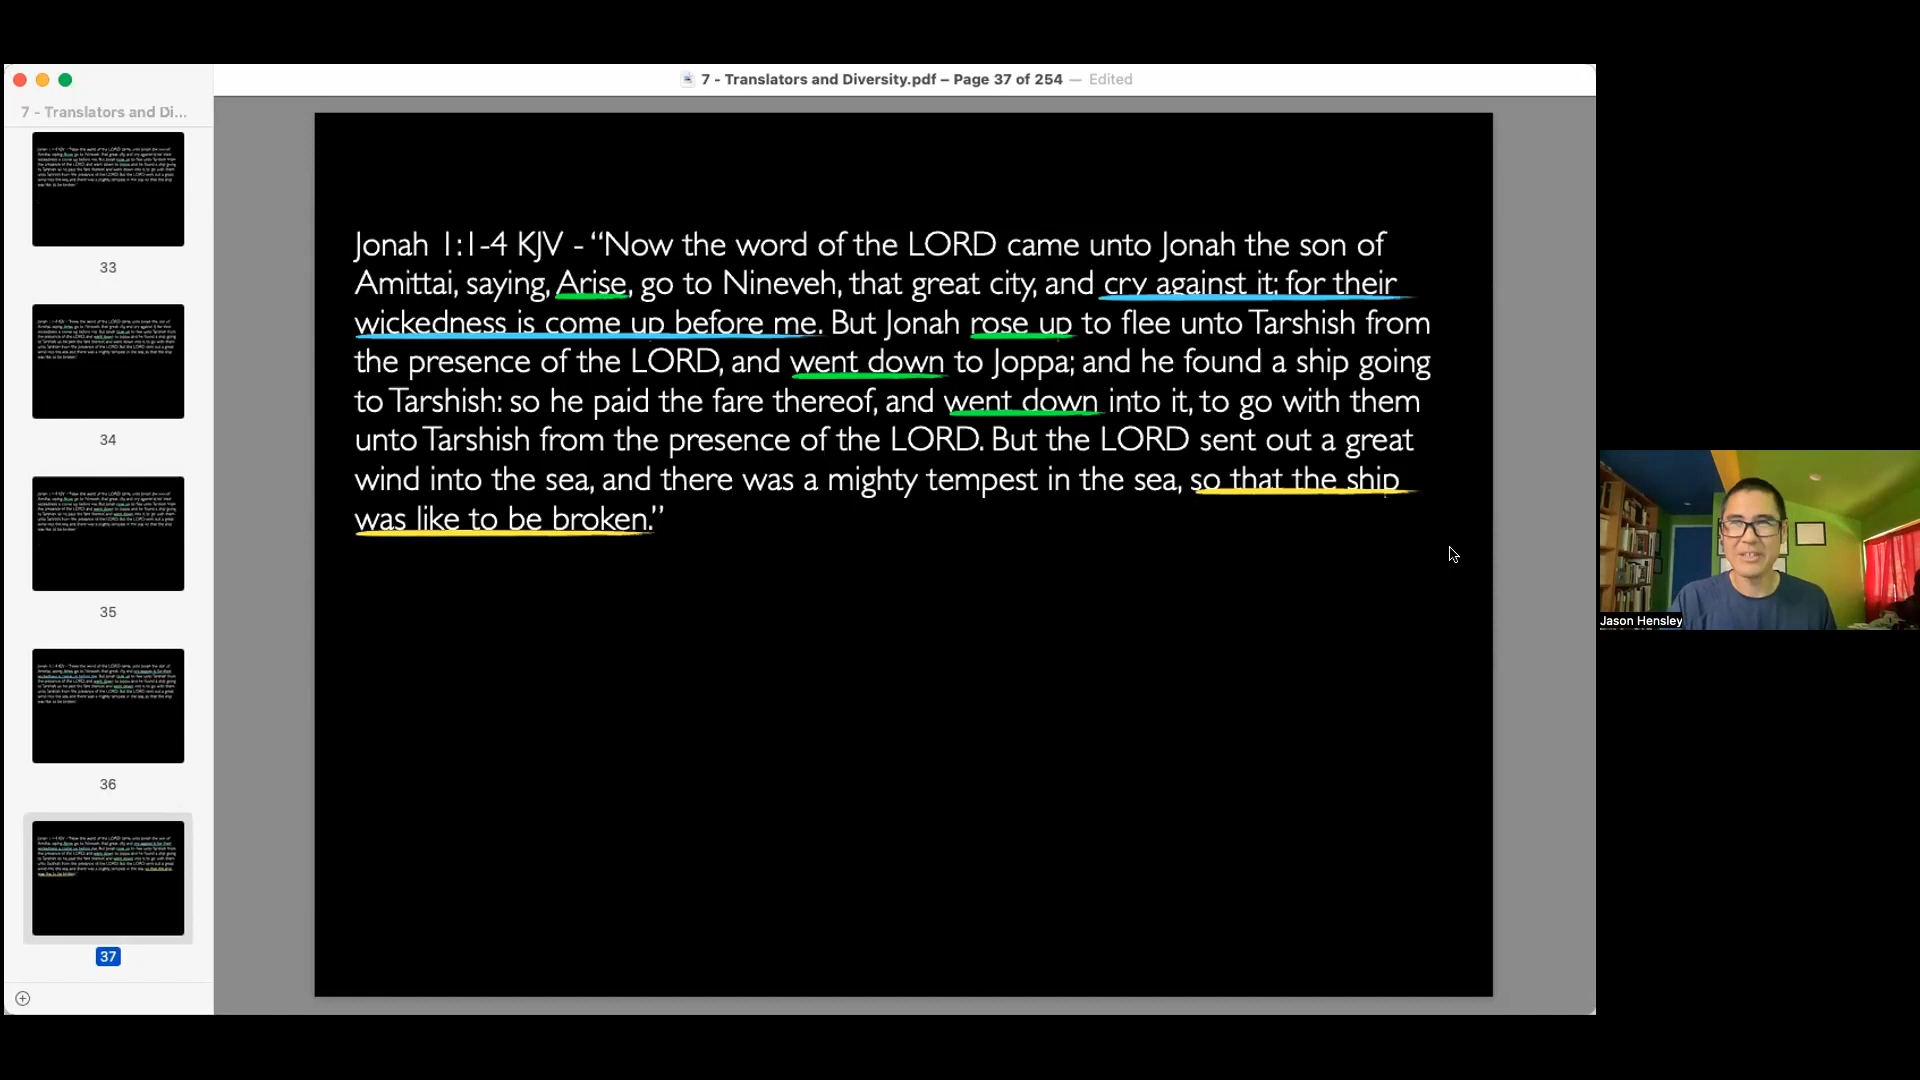 7 - Translators and Diversity.pdf – Page 37 of 254 — Edited
7 - Translators and Di...
33
34
35
36
37
Jonah 1:1-4 KJV - “Now the word of the LORD came unto Jonah the son of
Amittai, saying, Arise, go to Nineveh, that great city, and cry against it; for their
wickedness is come up before me. But Jonah rose up to flee unto Tarshish from
the presence of the LORD, and went down to Joppa; and he found a ship going
to Tarshish: so he paid the fare thereof, and went down into it, to go with them
unto Tarshish from the presence of the LORD. But the LORD sent out a great
wind into the sea, and there was a mighty tempest in the sea, so that the ship
was like to be broken.”
Jason Hensley